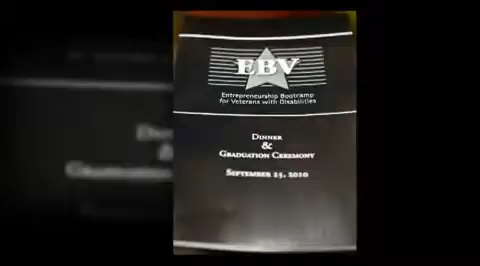 EBV
Entrepreneurship Bootcamp
for Veterans with Disabilities
Dinner
&
Graduation Ceremony
September 25, 2010